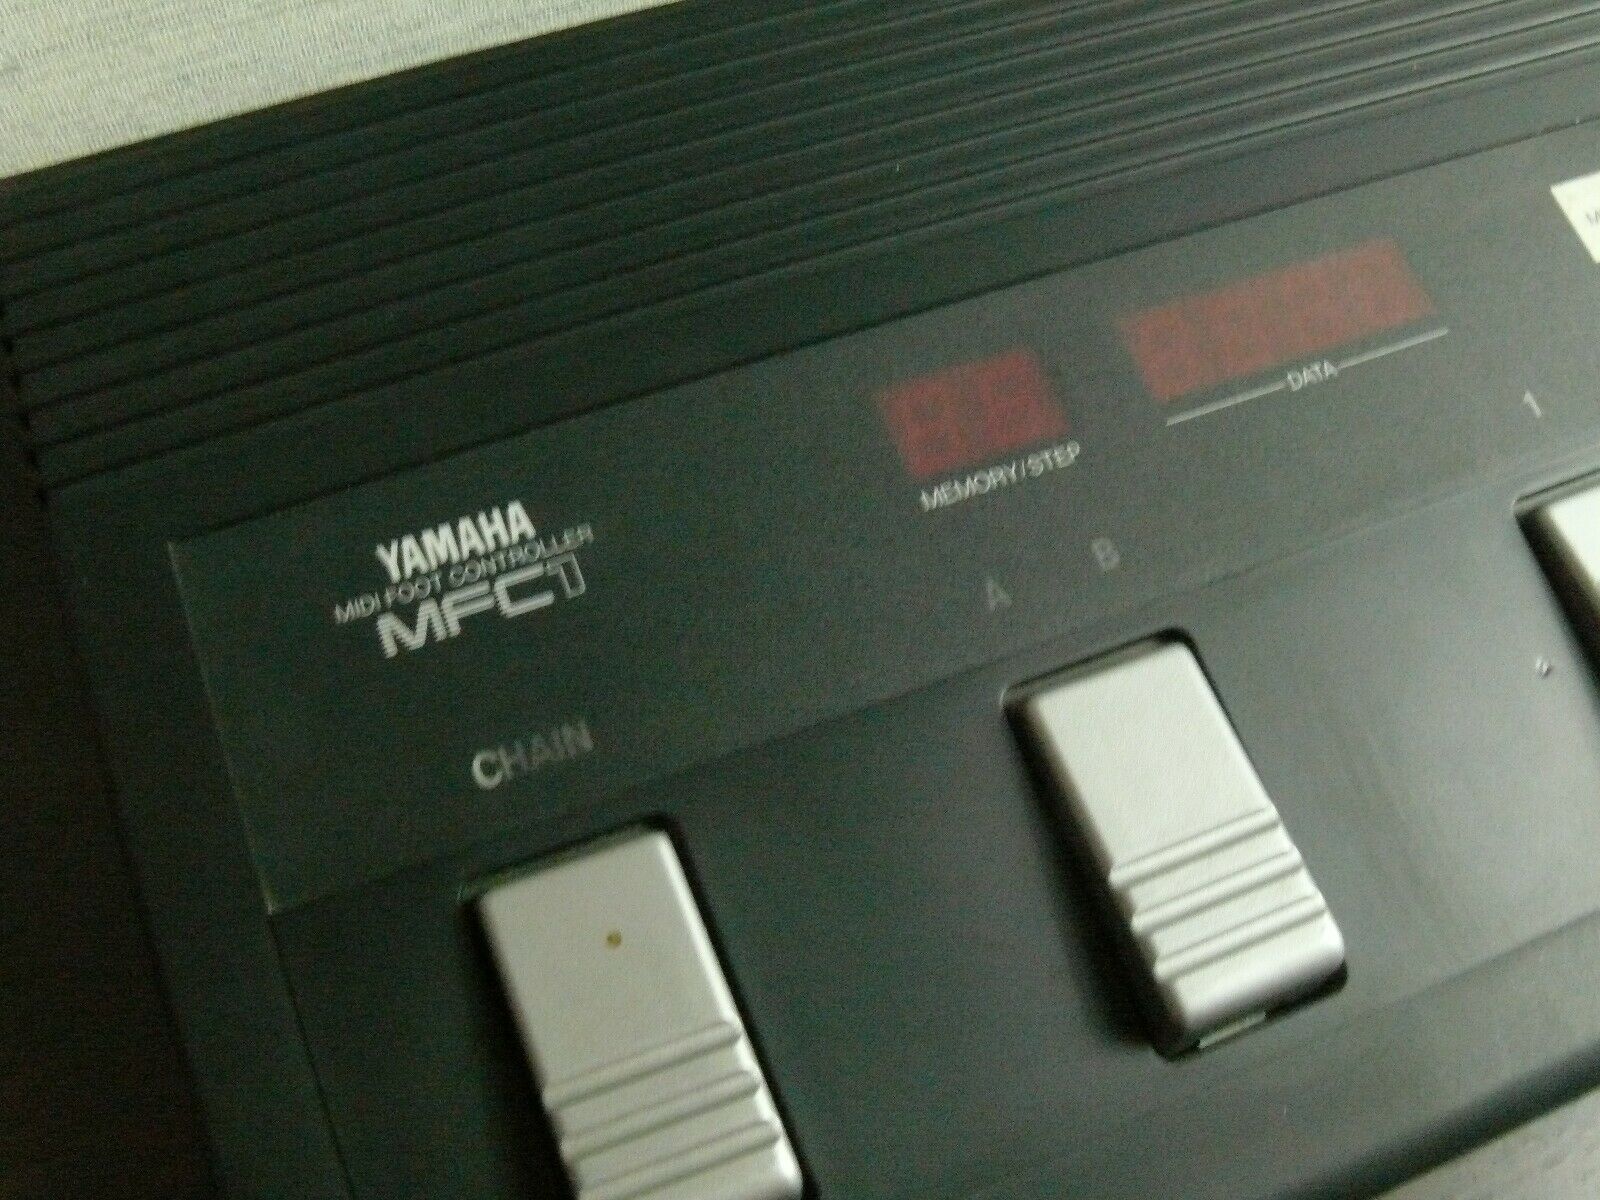 YAMAHA
MIDI FOOT CONTROLLER
MFC1
MEMORY/STEP
DATA
A
B
1
CHAIN